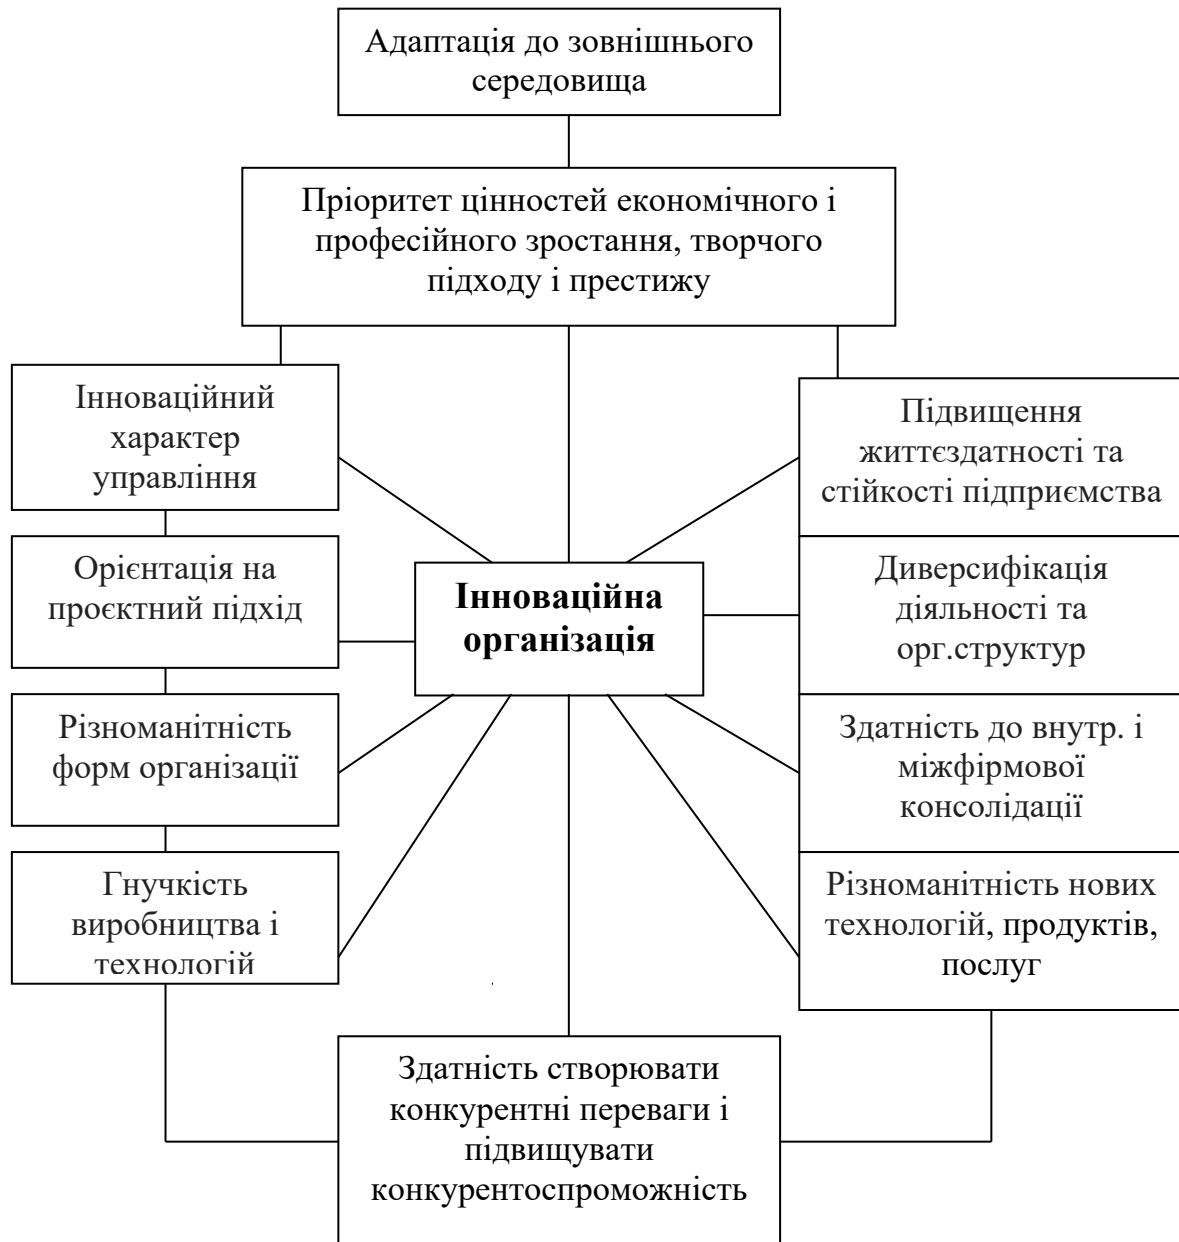 Адаптація до зовнішнього
середовища
Пріоритет цінностей економічного і
професійного зростання, творчого
підходу і престижу
Інноваційний
характер
управління
Підвищення
життєздатності та
стійкості підприємства
Орієнтація на
проєктний підхід
Інноваційна
організація
Диверсифікація
діяльності та
орг.структур
Різноманітність
форм організації
Здатність до внутр. і
міжфірмової
консолідації
Гнучкість
виробництва і
технологій
Різноманітність нових
технологій, продуктів,
послуг
Здатність створювати
конкурентні переваги і
підвищувати
конкурентоспроможність